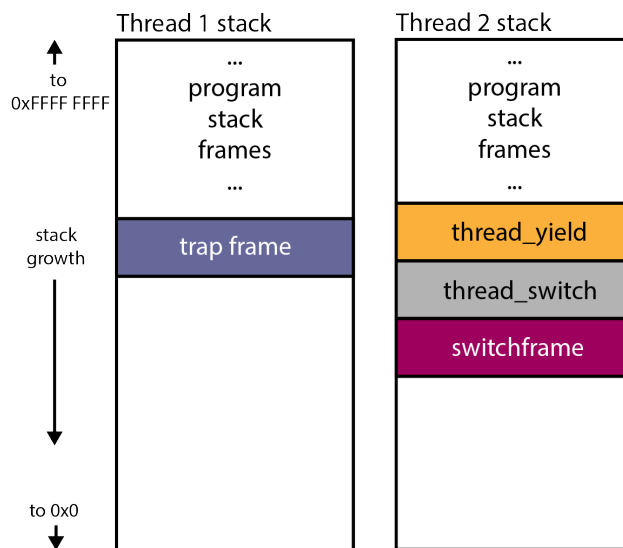 Thread 1 stack
Thread 2 stack
to
0xFFFF FFFF
...
program
stack
frames
...
...
program
stack
frames
...
stack
growth
trap frame
thread_yield
thread_switch
switchframe
to 0x0